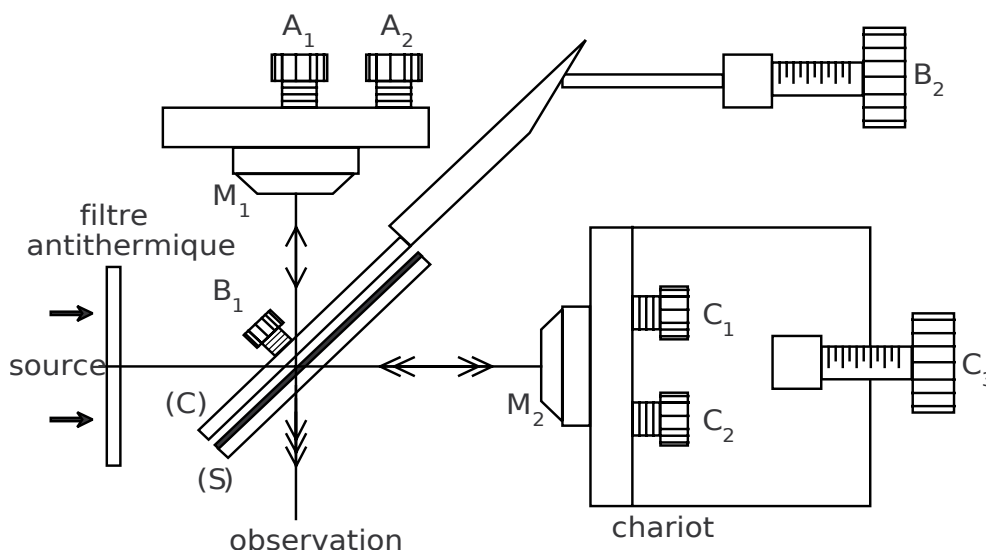 A1
A2
B2
M1
filtre
antithermique
B1
C1
source
C3
M2
(C)
C2
(S)
chariot
observation